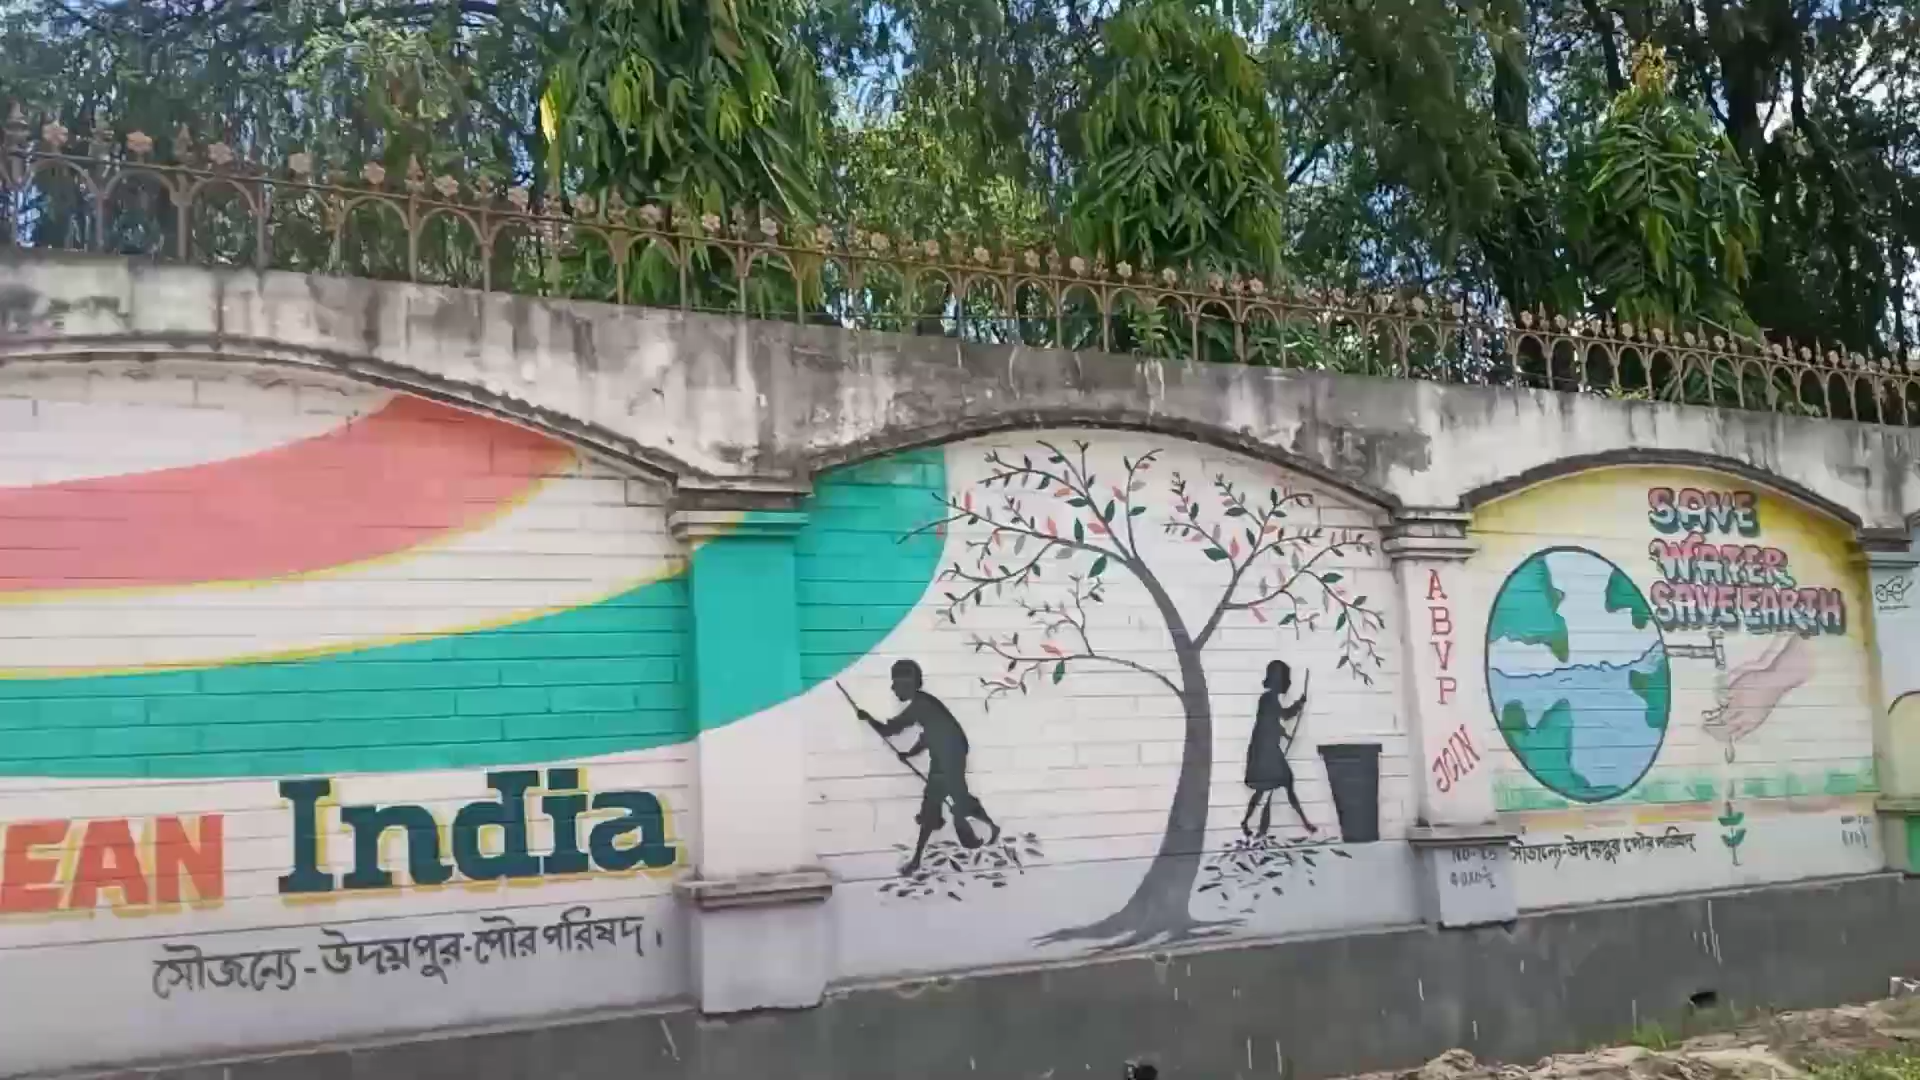 EAN India
সৌজন্যে-উদয়পুর-পৌর পরিষদ।
ABVP
JOIN
SAVE
WATER
SAVE EARTH
সৌজন্যে-উদয়পুর পৌর পরিষদ